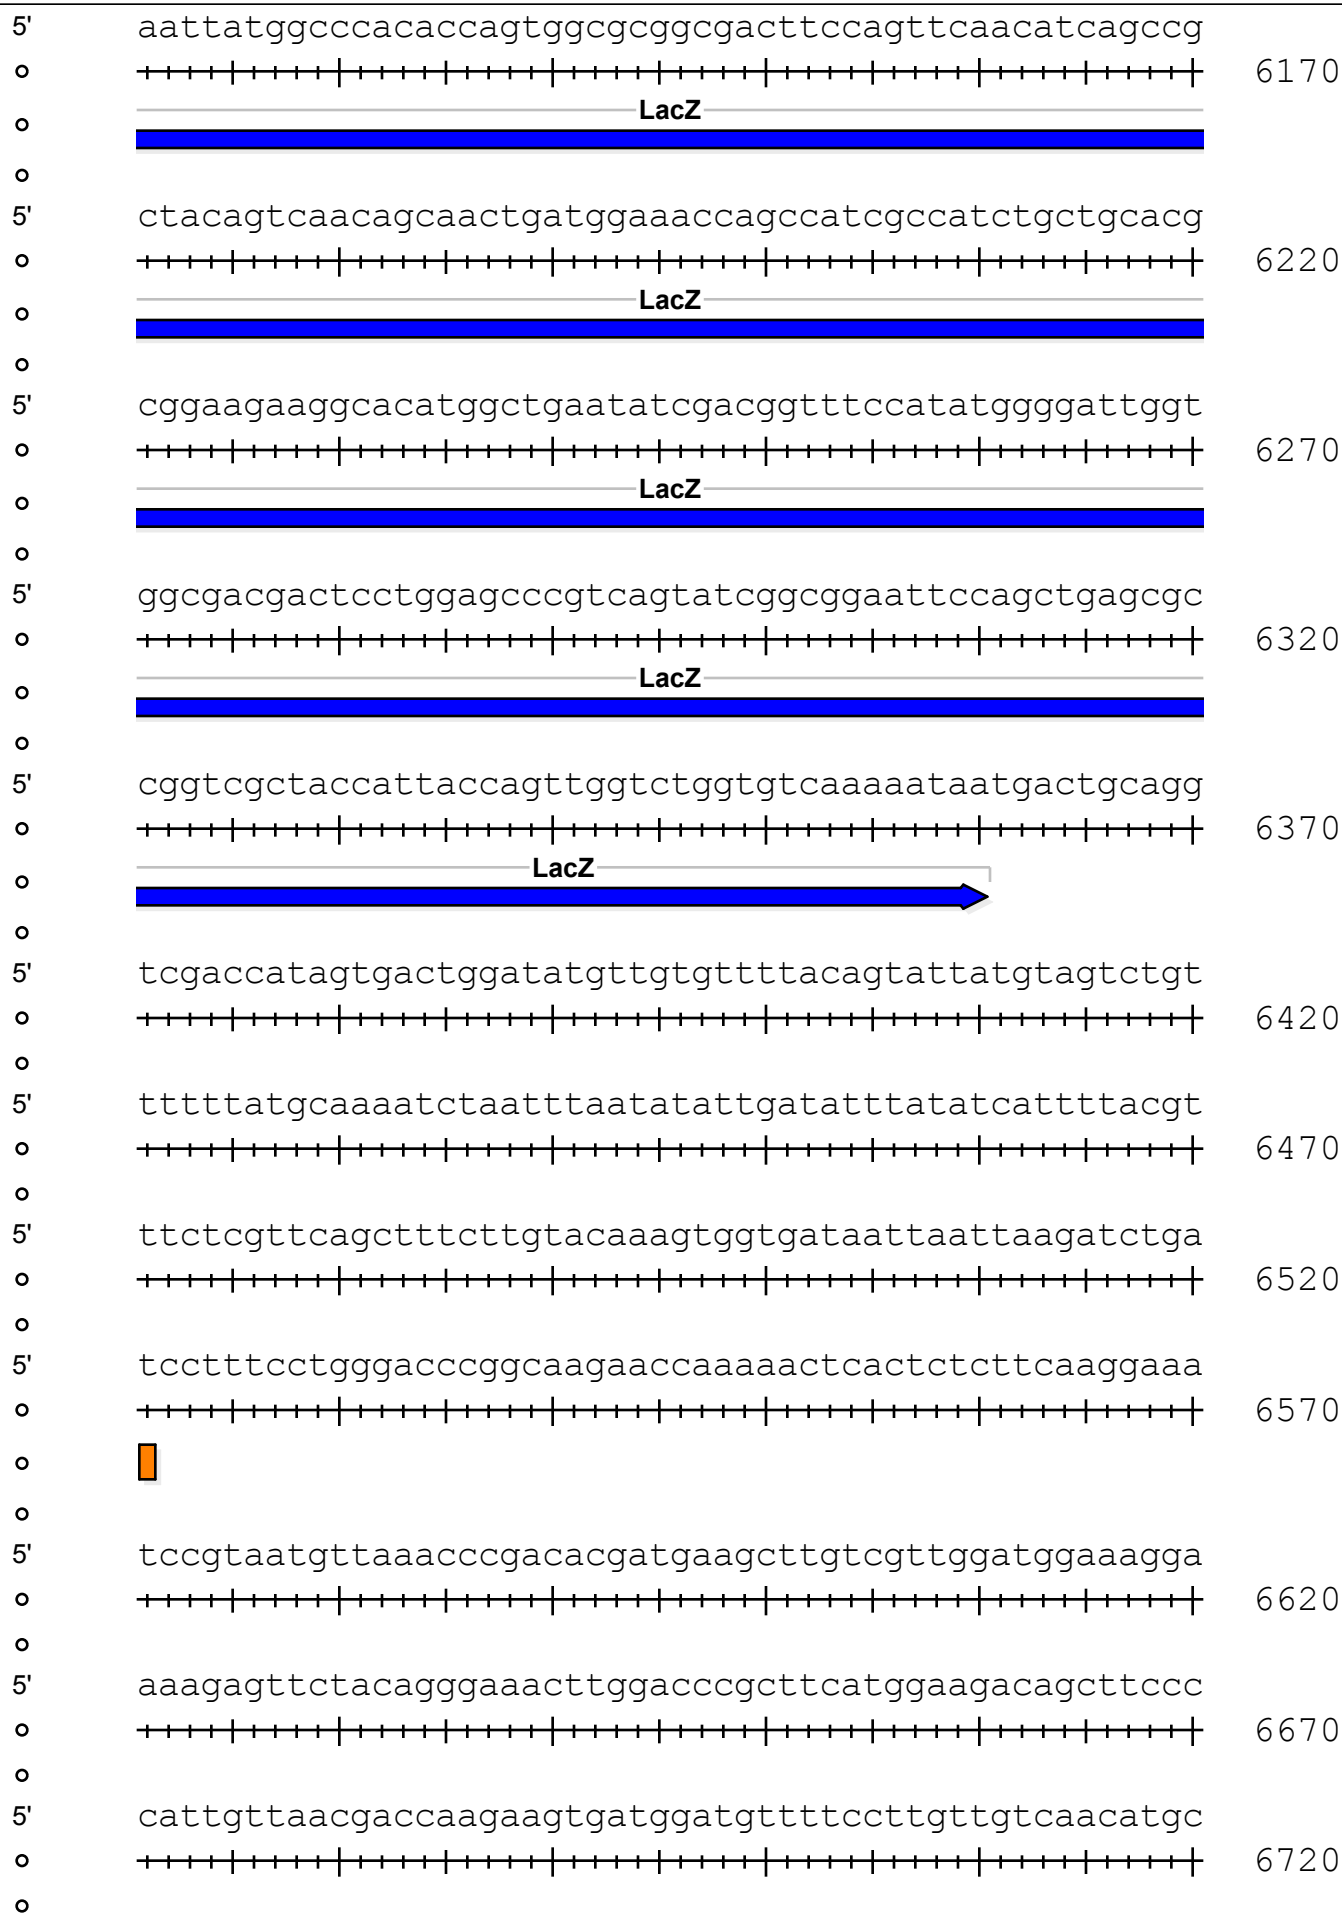 5' aattatggcccacaccagtggcgcggcgacttccagttcaacatcagccg
6170
LacZ
5' ctacagtcaacagcaactgatggaaaccagccatcgccatctgctgcacg
6220
LacZ
5' cggaagaaggcacatggctgaatatcgacggtttccatatggggattggt
6270
LacZ
5' ggcgacgactcctggagcccgtcagtatcggcggaattccagctgagcgc
6320
LacZ
5' cggtcgctaccattaccagttggtctggtgtcaaaaataatgactgcagg
6370
LacZ
5' tcgaccatagtgactggatatgttgtgttttacagtattatgtagtctgt
6420
5' tttttatgcaaaatctaatttaatatattgatatttatatcattttacgt
6470
5' ttctcgttcagctttcttgtacaaagtggtgataattaattaagatctga
6520
5' tcctttcctgggacccggcaagaaccaaaaactcactctcttcaaggaaa
6570
5' tccgtaatgttaaacccgacacgatgaagcttgtcgttggatggaaagga
6620
5' aaagagttctacagggaaacttggacccgcttcatggaagacagcttccc
6670
5' cattgttaacgaccaagaagtgatggatgttttccttgttgtcaacatgc
6720